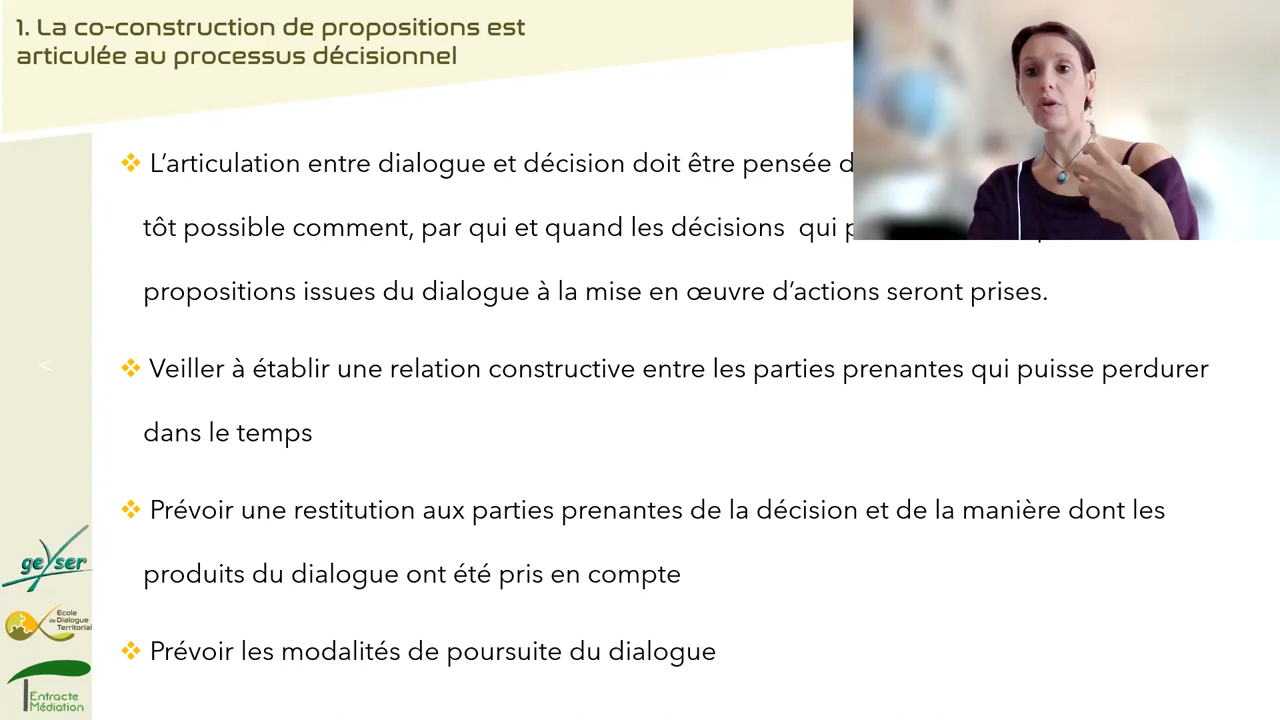 1. La co-construction de propositions est
articulée au processus décisionnel
❖ L’articulation entre dialogue et décision doit être pensée
tôt possible comment, par qui et quand les décisions qui
propositions issues du dialogue à la mise en œuvre d’actions seront prises.
❖ Veiller à établir une relation constructive entre les parties prenantes qui puisse perdurer
dans le temps
❖ Prévoir une restitution aux parties prenantes de la décision et de la manière dont les
produits du dialogue ont été pris en compte
❖ Prévoir les modalités de poursuite du dialogue
<
geyser
Ecole
de Dialogue
Territorial
Entracte
Médiation